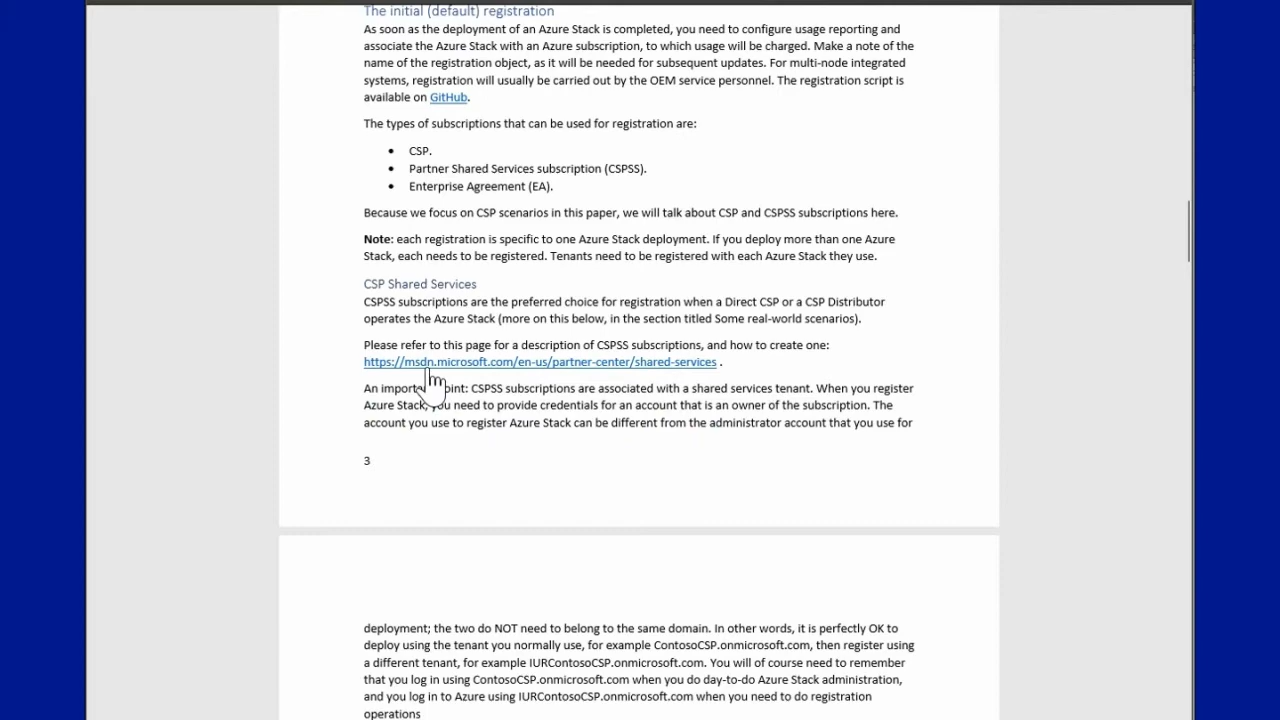 The initial (default) registration
As soon as the deployment of an Azure Stack is completed, you need to configure usage reporting and
associate the Azure Stack with an Azure subscription, to which usage will be charged. Make a note of the
name of the registration object, as it will be needed for subsequent updates. For multi-node integrated
systems, registration will usually be carried out by the OEM service personnel. The registration script is
available on GitHub.
The types of subscriptions that can be used for registration are:
• CSP.
• Partner Shared Services subscription (CSPSS).
• Enterprise Agreement (EA).
Because we focus on CSP scenarios in this paper, we will talk about CSP and CSPSS subscriptions here.
Note: each registration is specific to one Azure Stack deployment. If you deploy more than one Azure
Stack, each needs to be registered. Tenants need to be registered with each Azure Stack they use.
CSP Shared Services
CSPSS subscriptions are the preferred choice for registration when a Direct CSP or a CSP Distributor
operates the Azure Stack (more on this below, in the section titled Some real-world scenarios).
Please refer to this page for a description of CSPSS subscriptions, and how to create one:
https://msdn.microsoft.com/en-us/partner-center/shared-services .
An important point: CSPSS subscriptions are associated with a shared services tenant. When you register
Azure Stack, you need to provide credentials for an account that is an owner of the subscription. The
account you use to register Azure Stack can be different from the administrator account that you use for
3
deployment; the two do NOT need to belong to the same domain. In other words, it is perfectly OK to
deploy using the tenant you normally use, for example ContosoCSP.onmicrosoft.com, then register using
a different tenant, for example IURContosoCSP.onmicrosoft.com. You will of course need to remember
that you log in using ContosoCSP.onmicrosoft.com when you do day-to-do Azure Stack administration,
and you log in to Azure using IURContosoCSP.onmicrosoft.com when you need to do registration
operations